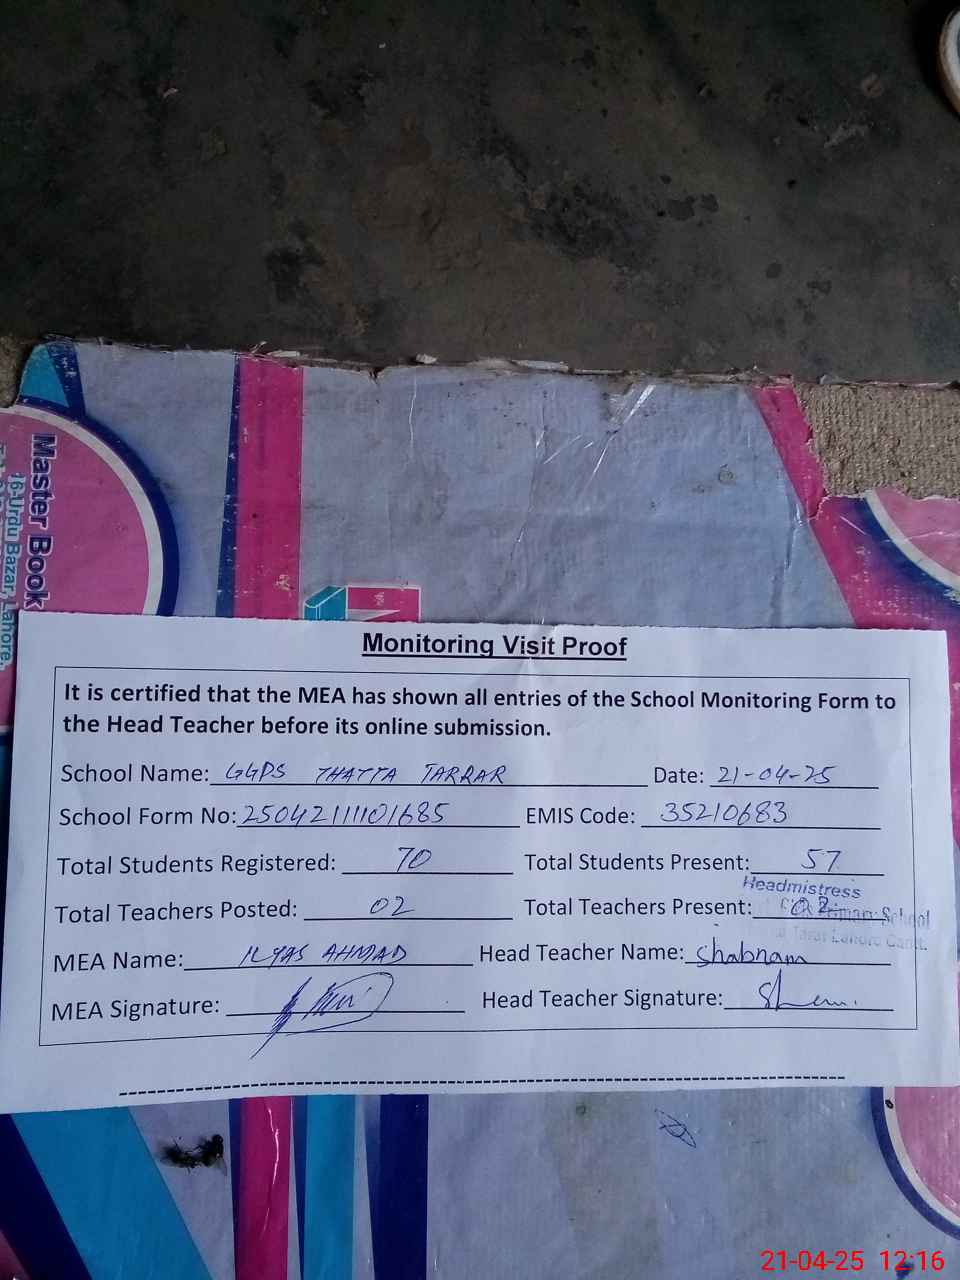 Master Book
16-Urdu Bazar, Lahore.
Monitoring Visit Proof
It is certified that the MEA has shown all entries of the School Monitoring Form to
the Head Teacher before its online submission.
School Name: GGPS THATTA TARRAR Date: 21-04-25
School Form No: 25042111101685 EMIS Code: 35210683
Total Students Registered: 70 Total Students Present: 57
Headmistress
Total Teachers Posted: 02 Total Teachers Present: 02
Primary School
Lahore Cantt.
MEA Name: ILYAS AHMAD Head Teacher Name: Shabnam
MEA Signature: Head Teacher Signature:
21-04-25 12:16